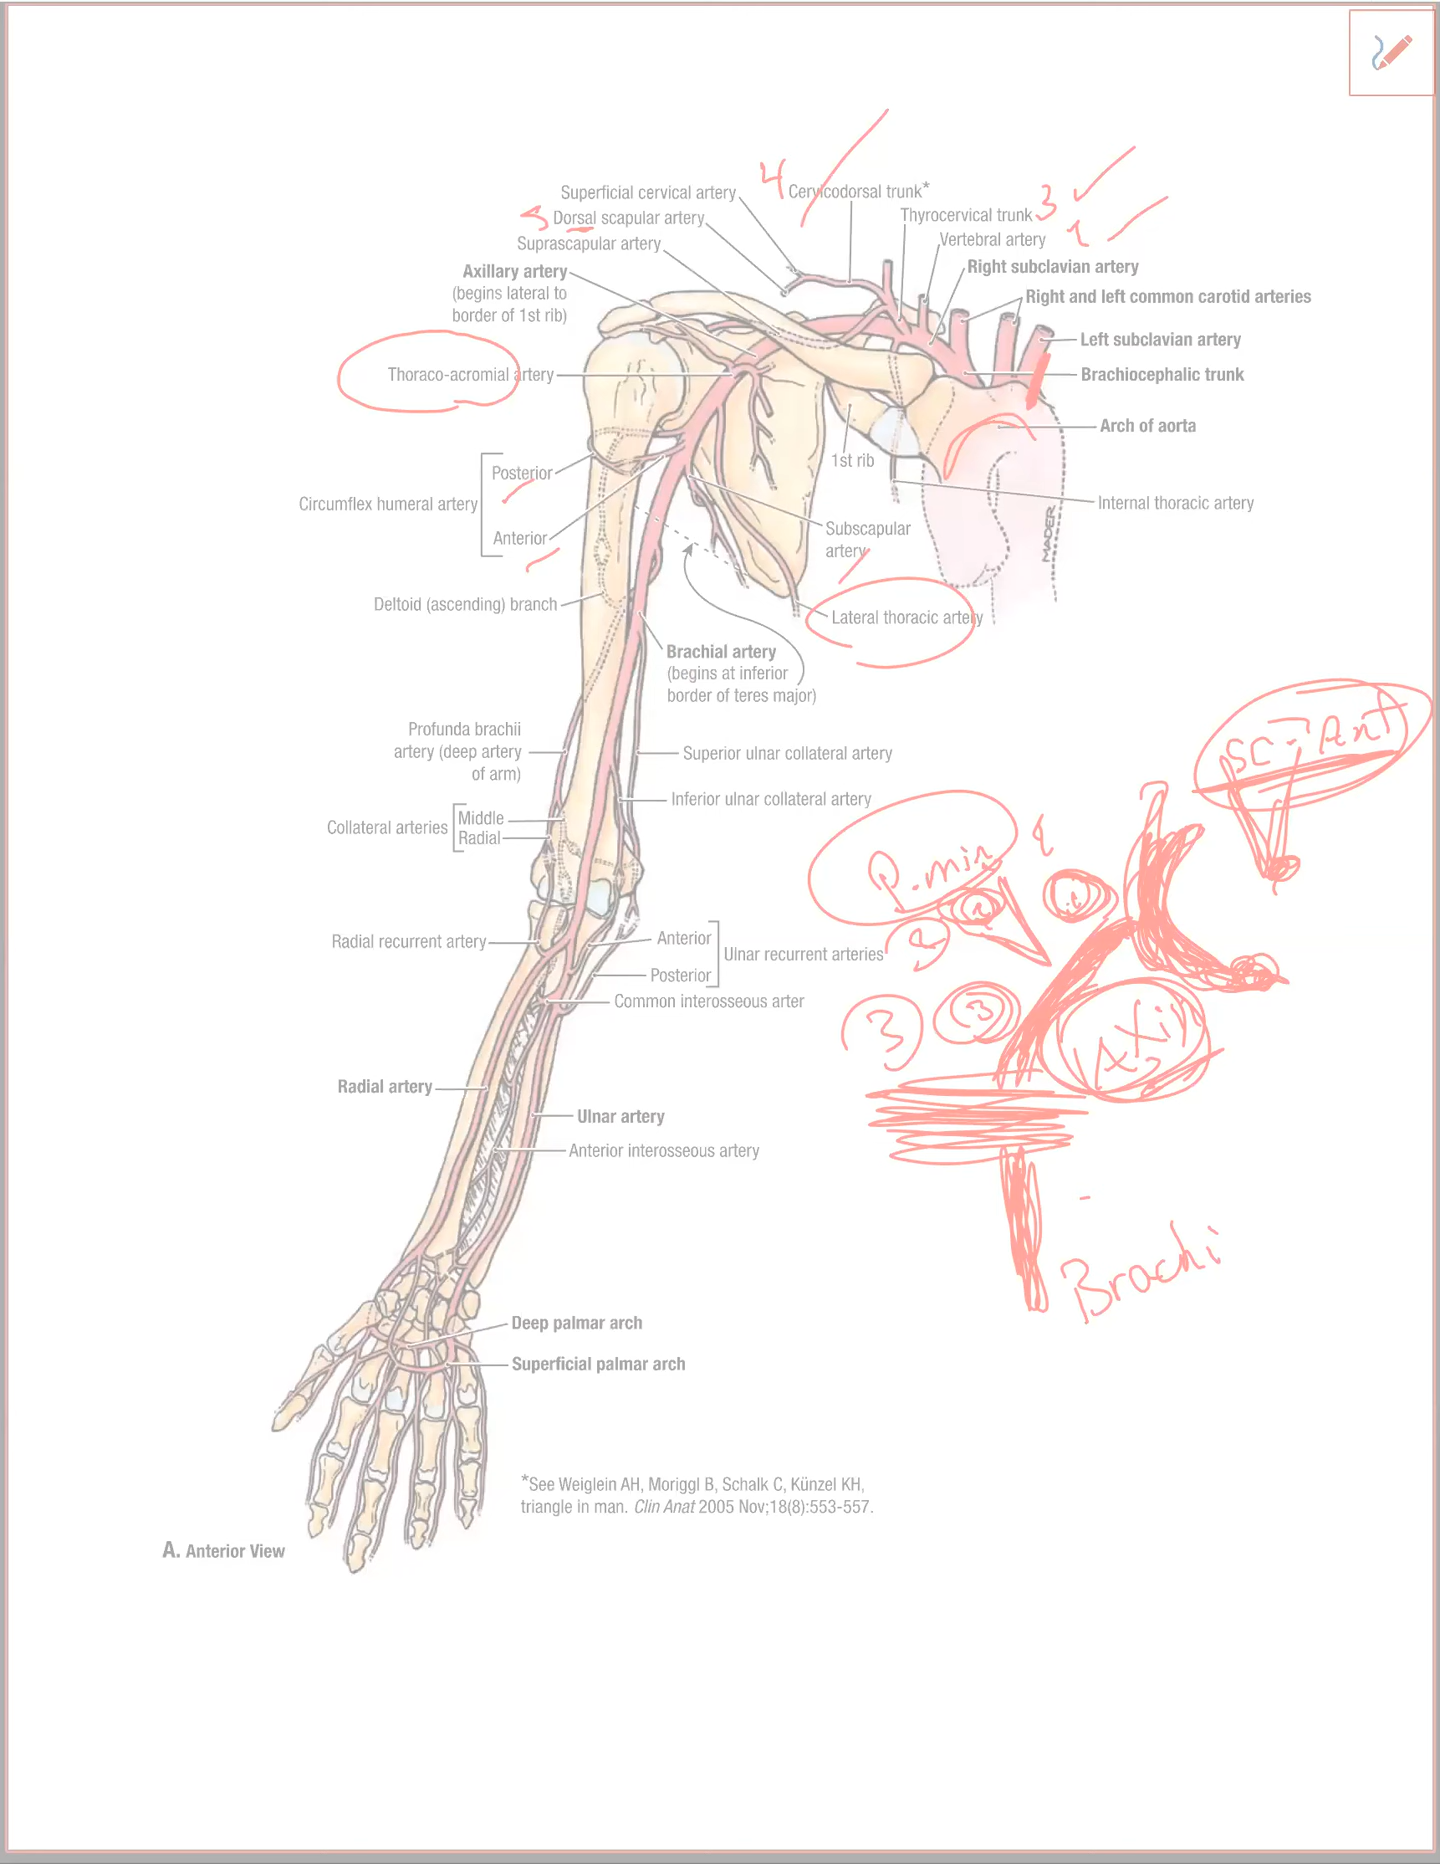 Superficial cervical artery
4
Cervicodorsal trunk*
5
Dorsal scapular artery
Thyrocervical trunk
3
Suprascapular artery
Vertebral artery
Axillary artery
(begins lateral to
border of 1st rib)
Right subclavian artery
Right and left common carotid arteries
Left subclavian artery
Thoraco-acromial artery
Brachiocephalic trunk
Arch of aorta
1st rib
Posterior
Circumflex humeral artery
Anterior
Internal thoracic artery
MADER
Subscapular
artery
Deltoid (ascending) branch
Lateral thoracic artery
Brachial artery
(begins at inferior
border of teres major)
Profunda brachii
artery (deep artery
of arm)
Superior ulnar collateral artery
Inferior ulnar collateral artery
Collateral arteries
Middle
Radial
P.min
Radial recurrent artery
Anterior
Ulnar recurrent arteries
Posterior
Common interosseous arter
3
3
Radial artery
Ulnar artery
Anterior interosseous artery
Brachi
Deep palmar arch
Superficial palmar arch
*See Weiglein AH, Moriggl B, Schalk C, Künzel KH,
triangle in man. Clin Anat 2005 Nov;18(8):553-557.
A. Anterior View